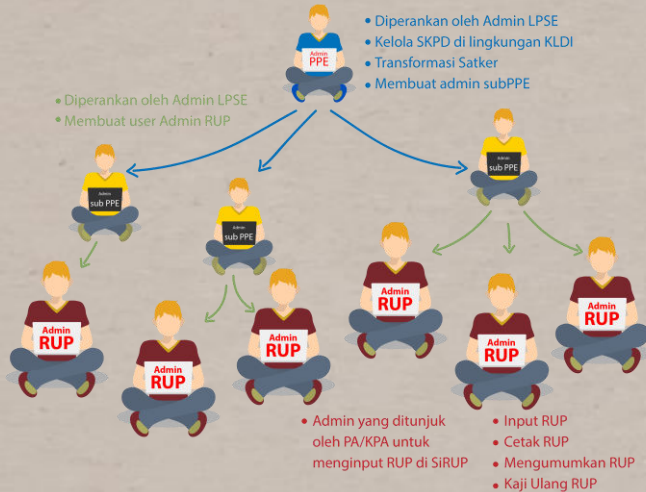 • Diperankan oleh Admin LPSE
• Kelola SKPD di lingkungan KLDI
• Transformasi Satker
• Membuat admin subPPE
Admin
PPE
• Diperankan oleh Admin LPSE
• Membuat user Admin RUP
Admin
sub PPE
Admin
sub PPE
Admin
sub PPE
Admin
RUP
Admin
RUP
Admin
RUP
Admin
RUP
Admin
RUP
Admin
RUP
• Admin yang ditunjuk
oleh PA/KPA untuk
menginput RUP di SiRUP
• Input RUP
• Cetak RUP
• Mengumumkan RUP
• Kaji Ulang RUP